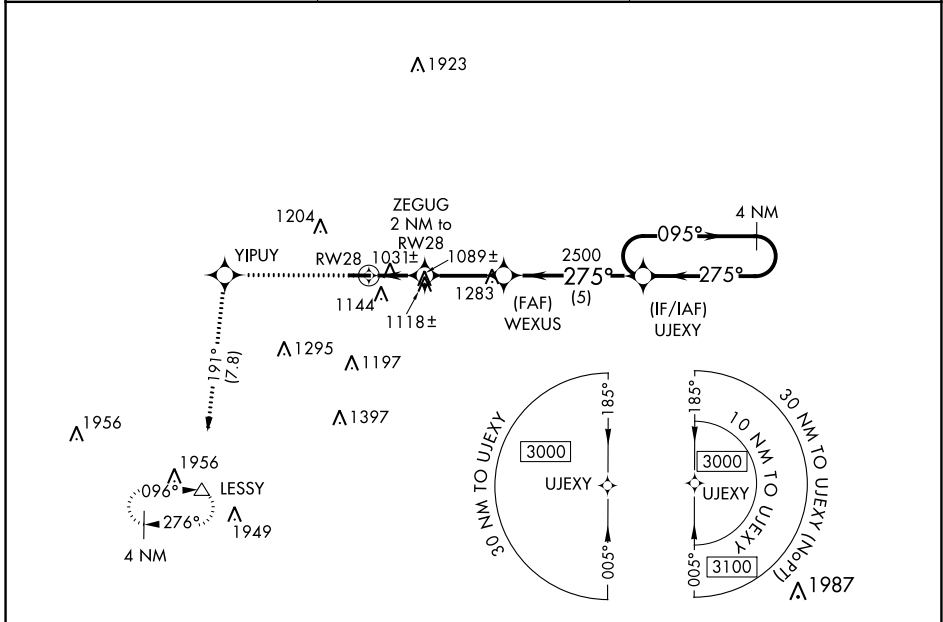 1923
ZEGUG
2 NM to
RW28
1204
YIPUY
RW28
1031±
1089±
1144
1118±
1283
(FAF)
WEXUS
2500
275°
(5)
095°
4 NM
275°
(IF/IAF)
UJEXY
191°
(7.8)
1295
1197
1397
1956
1956
096°
LESSY
276°
1949
4 NM
30 NM TO UJEXY
185°
3000
UJEXY
005°
30 NM TO UJEXY (NoPT)
185°
10 NM TO UJEXY
3000
UJEXY
005°
3100
1987